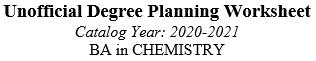 Unofficial Degree Planning Worksheet
Catalog Year: 2020-2021
BA in CHEMISTRY